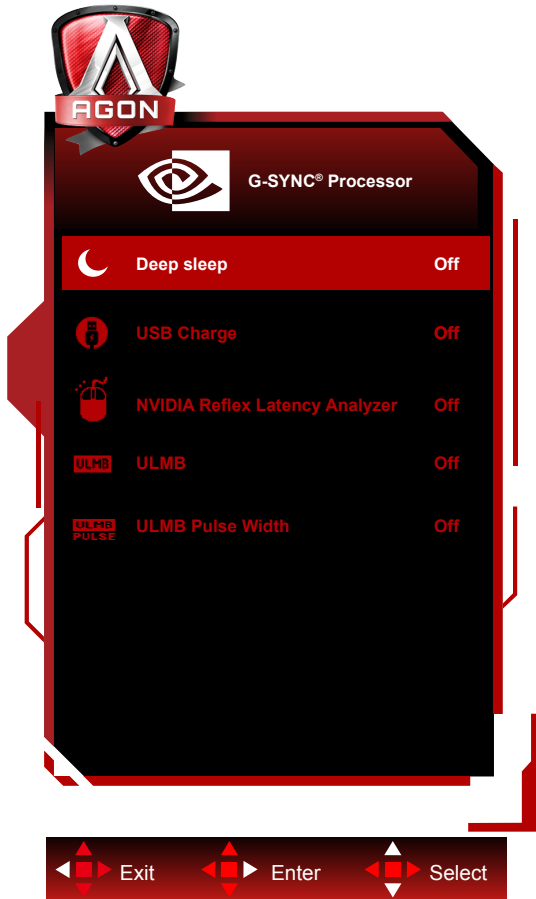 AGON
G-SYNC® Processor
Deep sleep Off
USB Charge Off
NVIDIA Reflex Latency Analyzer Off
ULMB ULMB Off
ULMB PULSE ULMB Pulse Width Off
Exit Enter Select